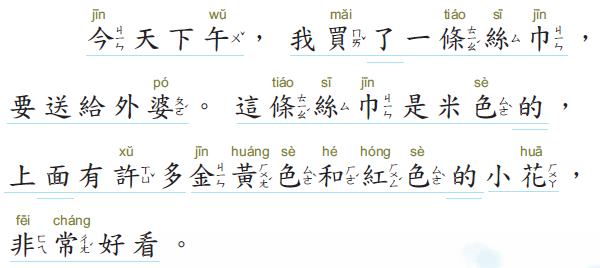 jīn wǔ mǎi tiáo sī jīn
今ㄐㄧㄣ天下午ㄨˇ，我買ㄇㄞˇ了一條ㄊㄧㄠˊ絲ㄙ巾ㄐㄧㄣ，
pó tiáo sī jīn sè
要送給外婆ㄆㄛˊ。這條ㄊㄧㄠˊ絲ㄙ巾ㄐㄧㄣ是米色ㄙㄜˋ的，
xǔ jīn huáng sè hé hóng sè huā
上面有許ㄒㄩˇ多金ㄐㄧㄣ黃ㄏㄨㄤˊ色ㄙㄜˋ和ㄏㄜˊ紅ㄏㄨㄥˊ色ㄙㄜˋ的小花ㄏㄨㄚ，
fēi cháng
非ㄈㄟ常ㄔㄤˊ好看。